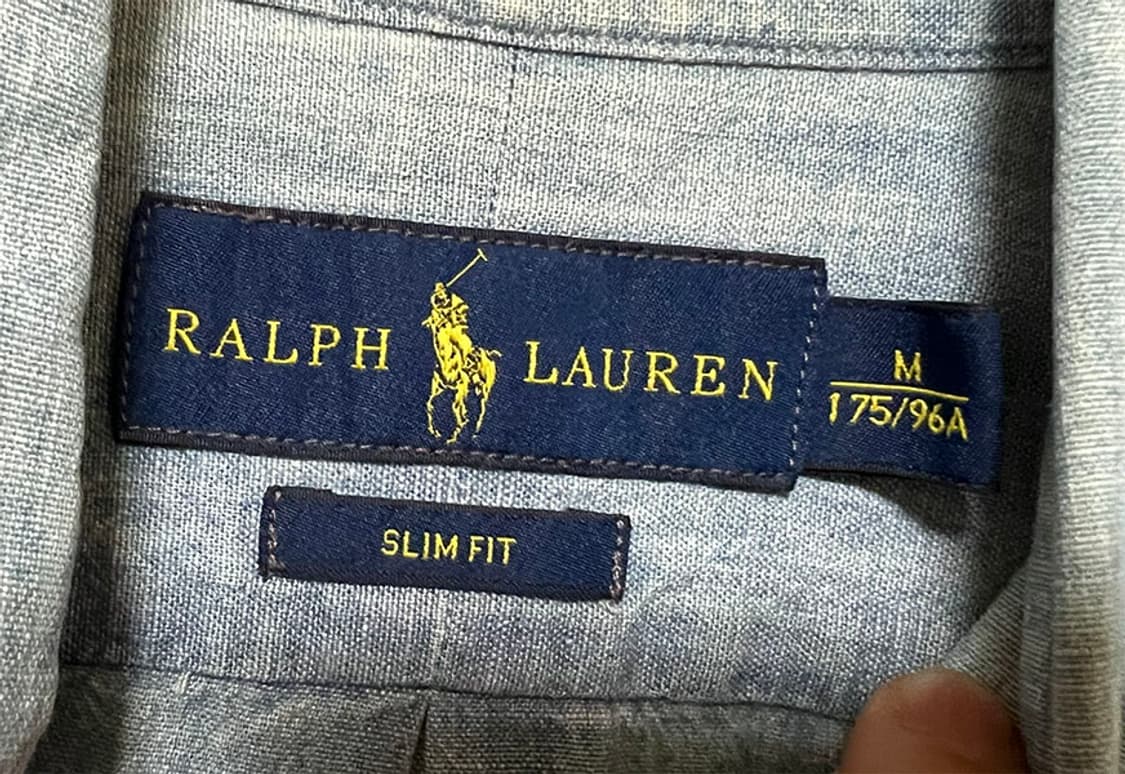 RALPH LAUREN
M
175/96A
SLIM FIT